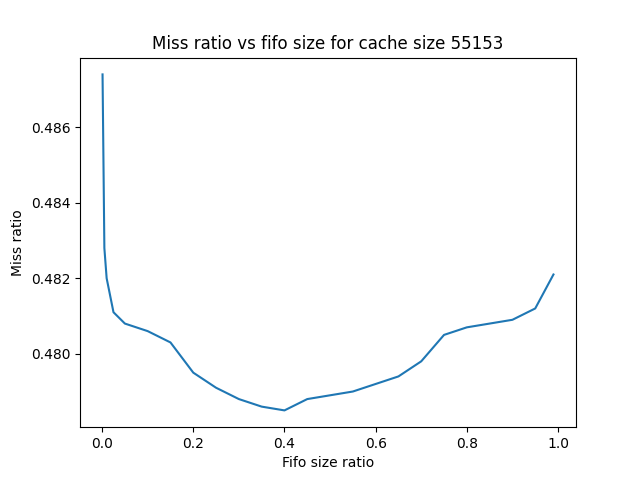 Miss ratio vs fifo size for cache size 55153
0.486
0.484
0.482
0.480
Miss ratio
0.0 0.2 0.4 0.6 0.8 1.0
Fifo size ratio